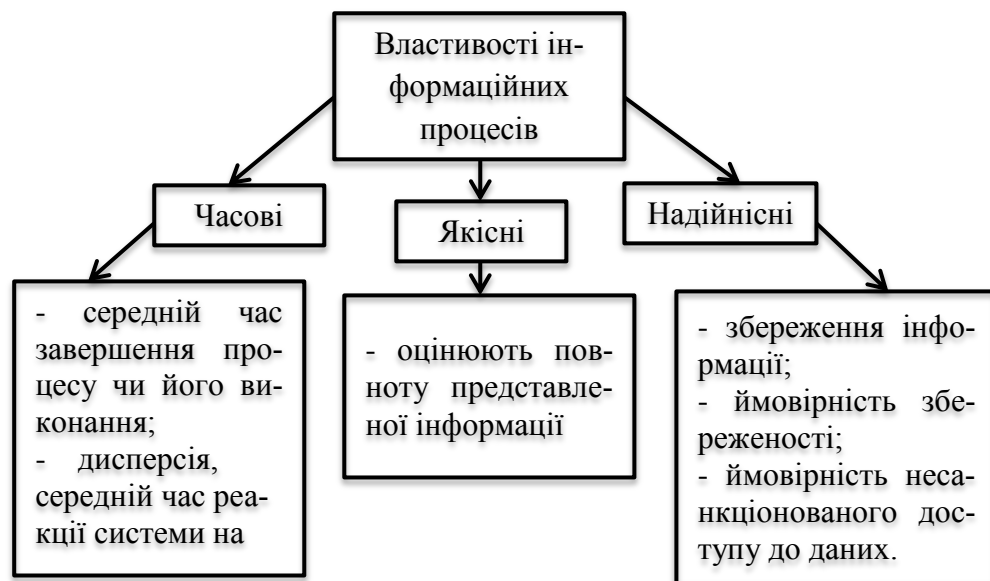 Властивості ін-
формаційних
процесів
Часові
Якісні
Надійнісні
- середній час
завершення про-
цесу чи його ви-
конання;
- дисперсія,
середній час реа-
кції системи на
- оцінюють пов-
ноту представле-
ної інформації
- збереження інфо-
рмації;
- ймовірність збе-
реженості;
- ймовірність неса-
нкціонованого дос-
тупу до даних.